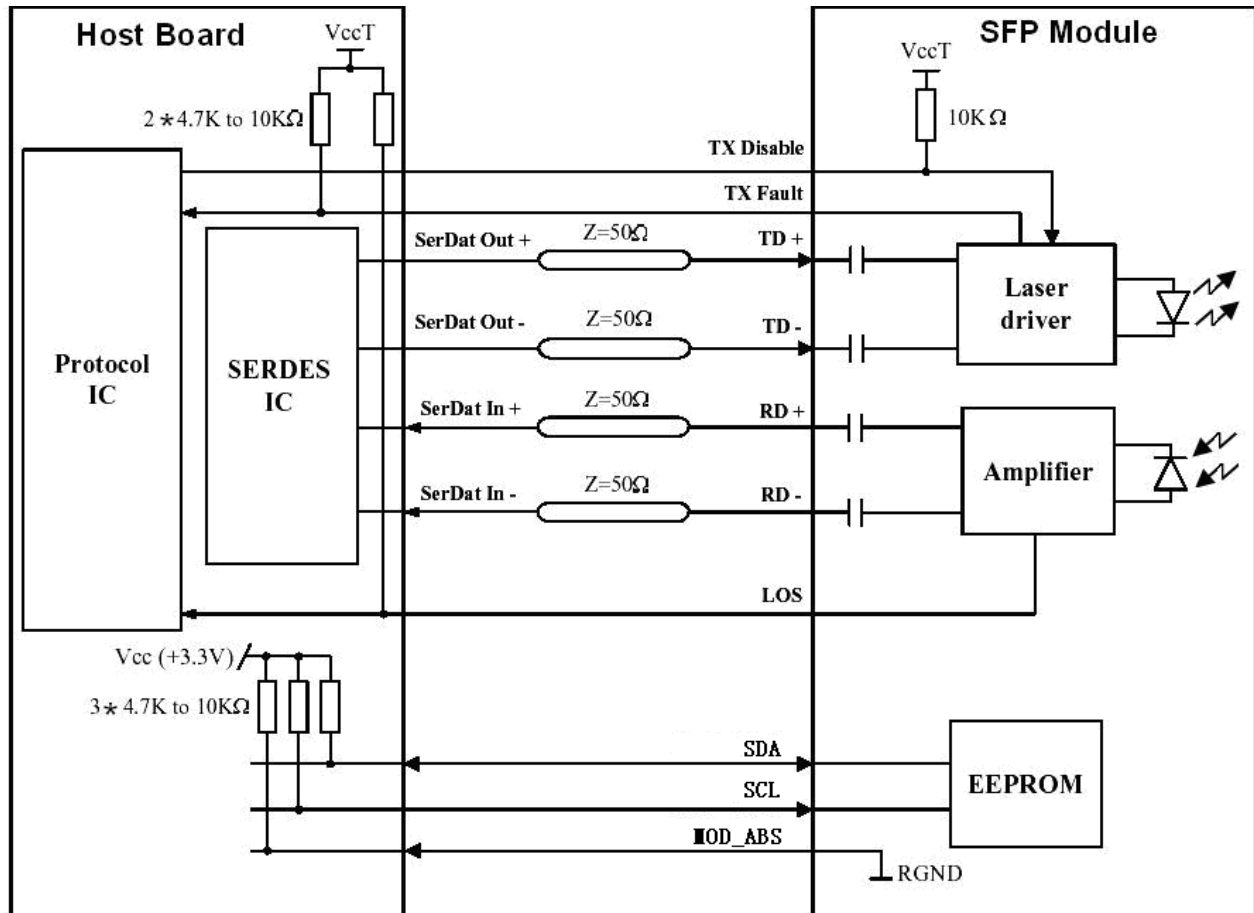 Host Board
SFP Module
VccT
VccT
2*4.7K to 10KΩ
10KΩ
TX Disable
TX Fault
SerDat Out +
Z=50Ω
TD +
Laser
driver
SerDat Out -
Z=50Ω
TD -
Protocol
IC
SERDES
IC
SerDat In +
Z=50Ω
RD +
Amplifier
SerDat In -
Z=50Ω
RD -
LOS
Vcc (+3.3V)
3*4.7K to 10KΩ
SDA
SCL
EEPROM
MOD_ABS
RGND